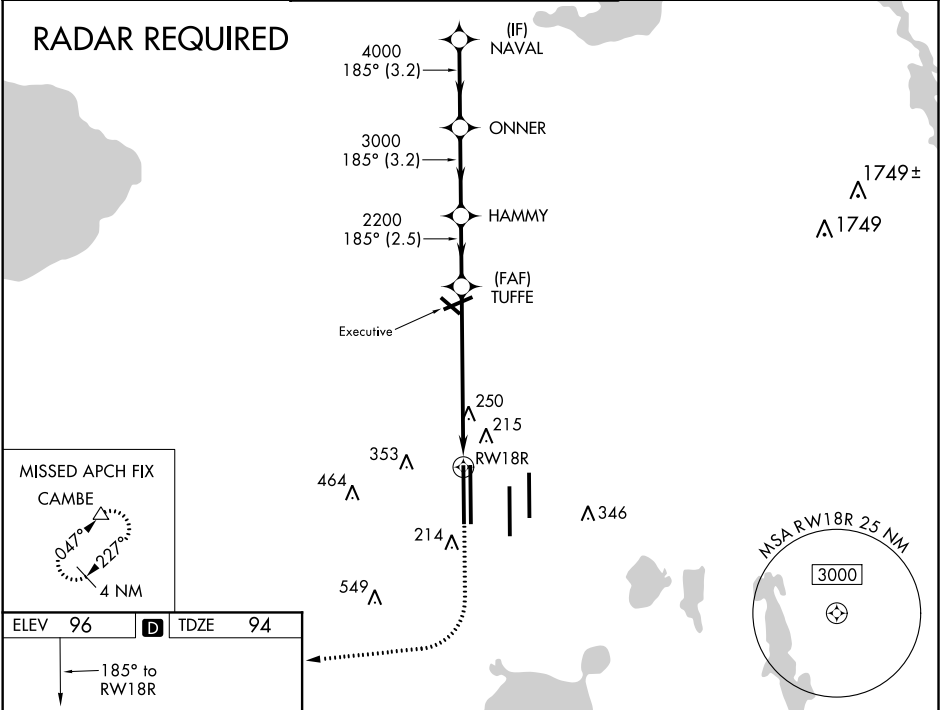 RADAR REQUIRED
(IF)
NAVAL
4000
185° (3.2)
ONNER
3000
185° (3.2)
HAMMY
2200
185° (2.5)
(FAF)
TUFFE
Executive
1749±
1749
250
215
RW18R
353
464
346
214
549
MISSED APCH FIX
CAMBE
047°
227°
4 NM
MSA RW18R 25 NM
3000
ELEV 96 D TDZE 94
185° to
RW18R